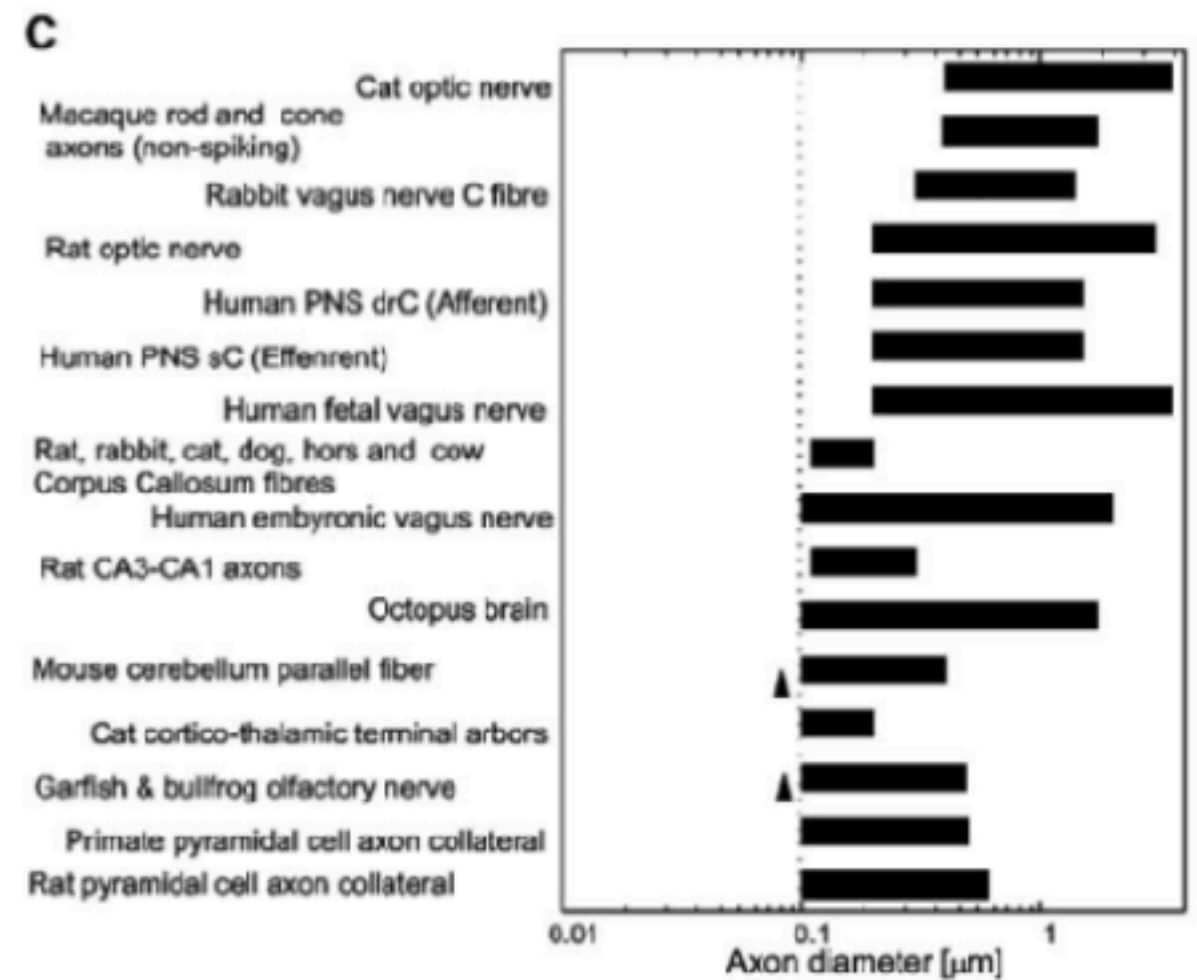 C
Cat optic nerve
Macaque rod and cone
axons (non-spiking)
Rabbit vagus nerve C fibre
Rat optic nerve
Human PNS drC (Afferent)
Human PNS sC (Effenrent)
Human fetal vagus nerve
Rat, rabbit, cat, dog, hors and cow
Corpus Callosum fibres
Human embyronic vagus nerve
Rat CA3-CA1 axons
Octopus brain
Mouse cerebellum parallel fiber
Cat cortico-thalamic terminal arbors
Garfish & bullfrog olfactory nerve
Primate pyramidal cell axon collateral
Rat pyramidal cell axon collateral
0.01 0.1 1
Axon diameter [μm]